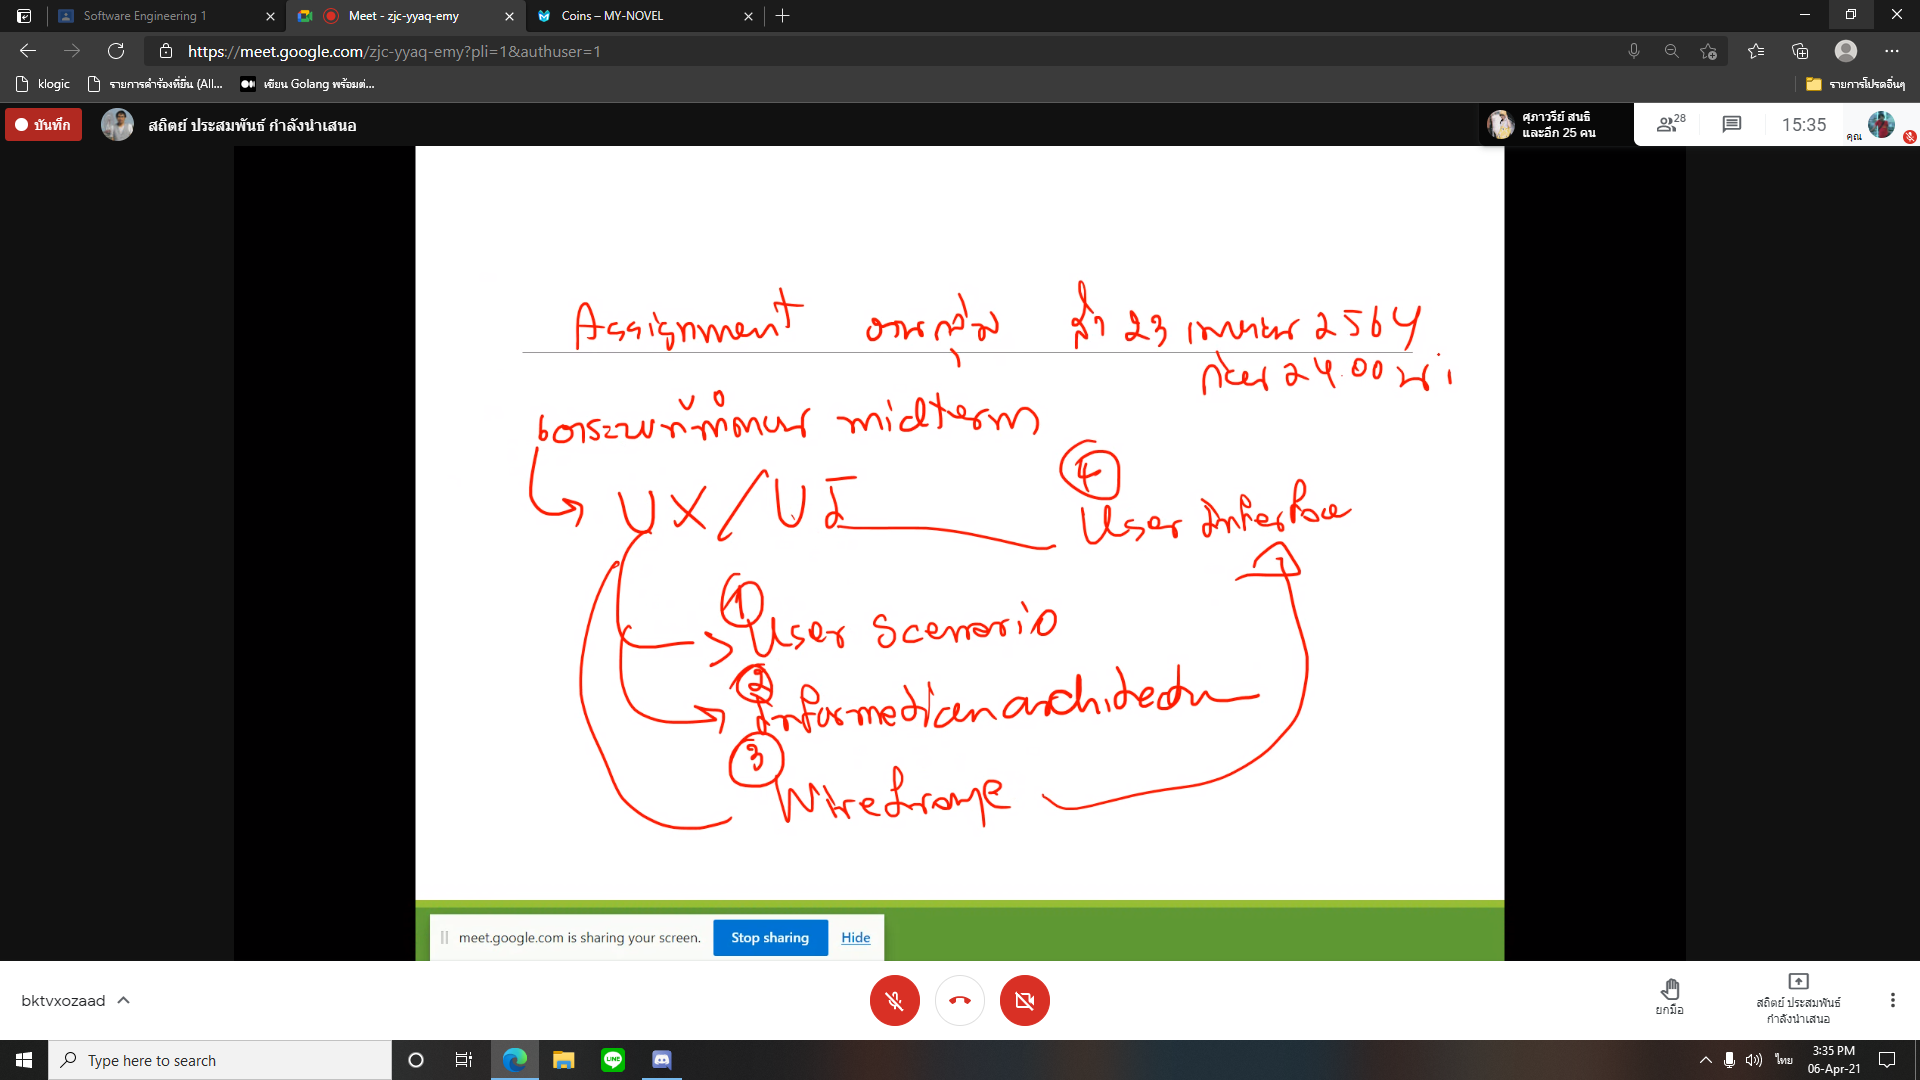 Software Engineering 1
Meet - zjc-yyaq-emy
Coins – MY-NOVEL
https://meet.google.com/zjc-yyaq-emy?pli=1&authuser=1
klogic
รายการคำร้องที่ยื่น (All...
เขียน Golang พร้อมต่...
รายการโปรดอื่นๆ
บันทึก
สถิตย์ ประสมพันธ์ กำลังนำเสนอ
ศุภาวรีย์ สนธิ
และอีก 25 คน
28
15:35
คุณ
Assignment งานกลุ่ม ส่ง 23 เมษายน 2564
ก่อน 24.00 น.
เอาระบบที่ทำตอน midterm
UX/UI
4
User Interface
1
User Scenario
2
Information architectu
3
Wireframe
meet.google.com is sharing your screen.
Stop sharing
Hide
bktvxozaad
ยกมือ
สถิตย์ ประสมพันธ์
กำลังนำเสนอ
Type here to search
LINE
ไทย
3:35 PM
06-Apr-21